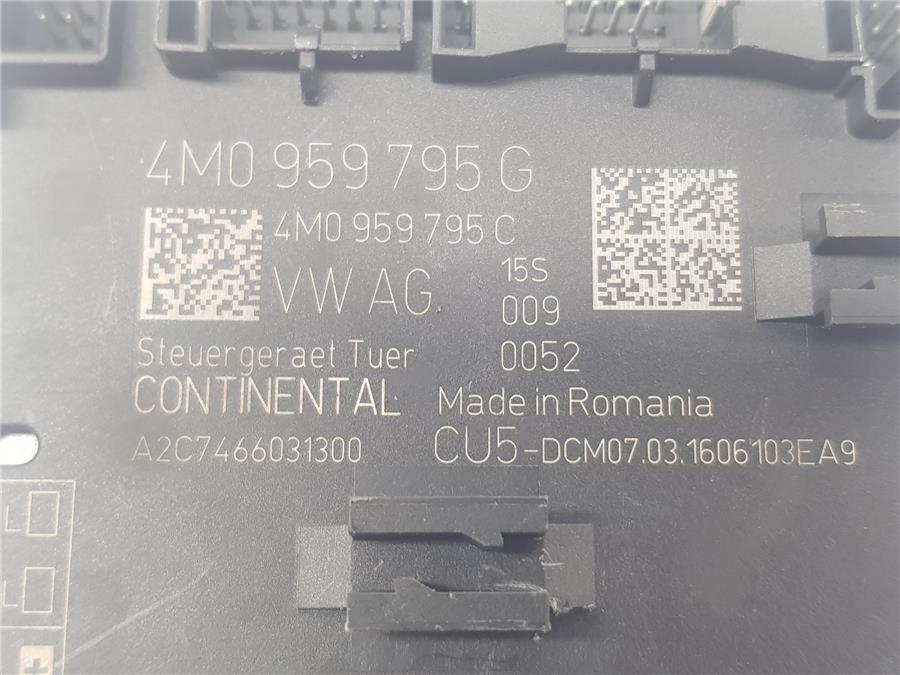 4M0 959 795 G
4M0 959 795 C
VW AG
15S
009
Steuergeraet Tuer
0052
CONTINENTAL
Made in Romania
A2C7466031300
CU5-DCM07.03.1606103EA9